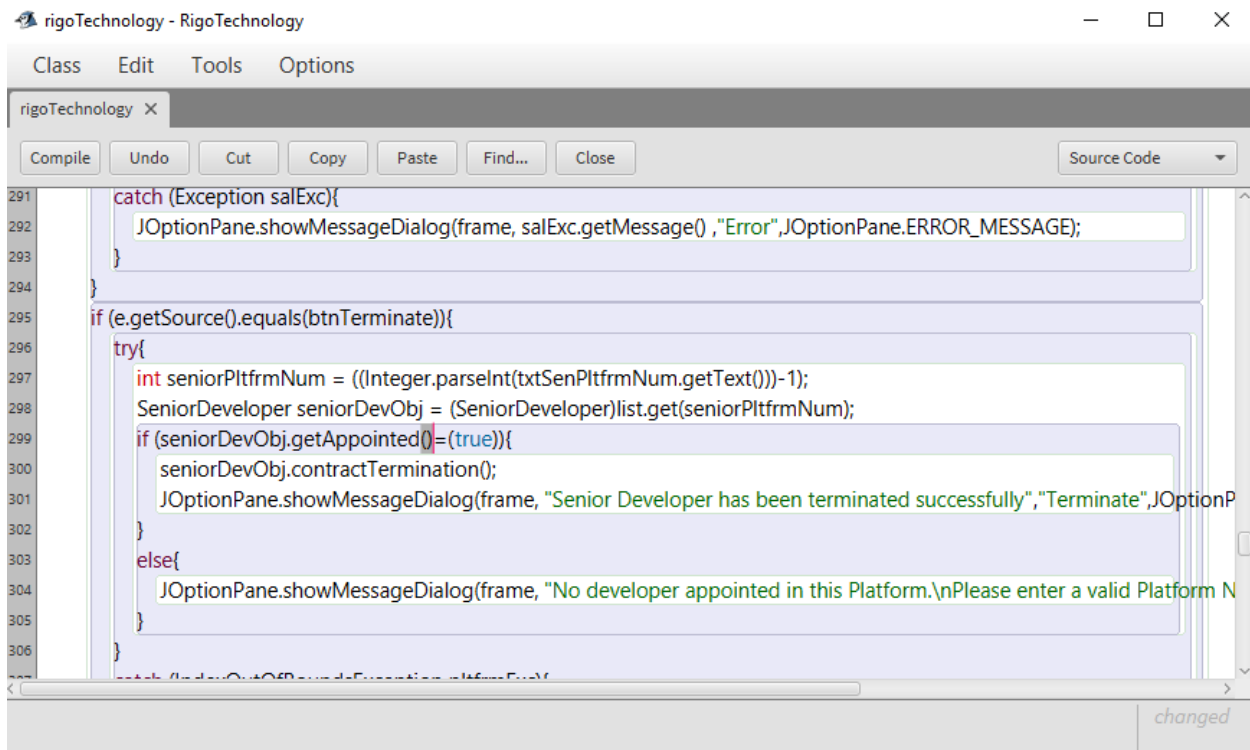 rigoTechnology - RigoTechnology
Class Edit Tools Options
rigoTechnology
Compile Undo Cut Copy Paste Find... Close Source Code
291 catch (Exception salExc){
292 JOptionPane.showMessageDialog(frame, salExc.getMessage() ,"Error",JOptionPane.ERROR_MESSAGE);
293 }
294 }
295 if (e.getSource().equals(btnTerminate)){
296 try{
297 int seniorPltfrmNum = ((Integer.parseInt(txtSenPltfrmNum.getText()))-1);
298 SeniorDeveloper seniorDevObj = (SeniorDeveloper)list.get(seniorPltfrmNum);
299 if (seniorDevObj.getAppointed()=(true)){
300 seniorDevObj.contractTermination();
301 JOptionPane.showMessageDialog(frame, "Senior Developer has been terminated successfully","Terminate",JOptionP
302 }
303 else{
304 JOptionPane.showMessageDialog(frame, "No developer appointed in this Platform.\nPlease enter a valid Platform N
305 }
306 }
catch (IndexOutOfBoundsException pltfrmExc){
changed